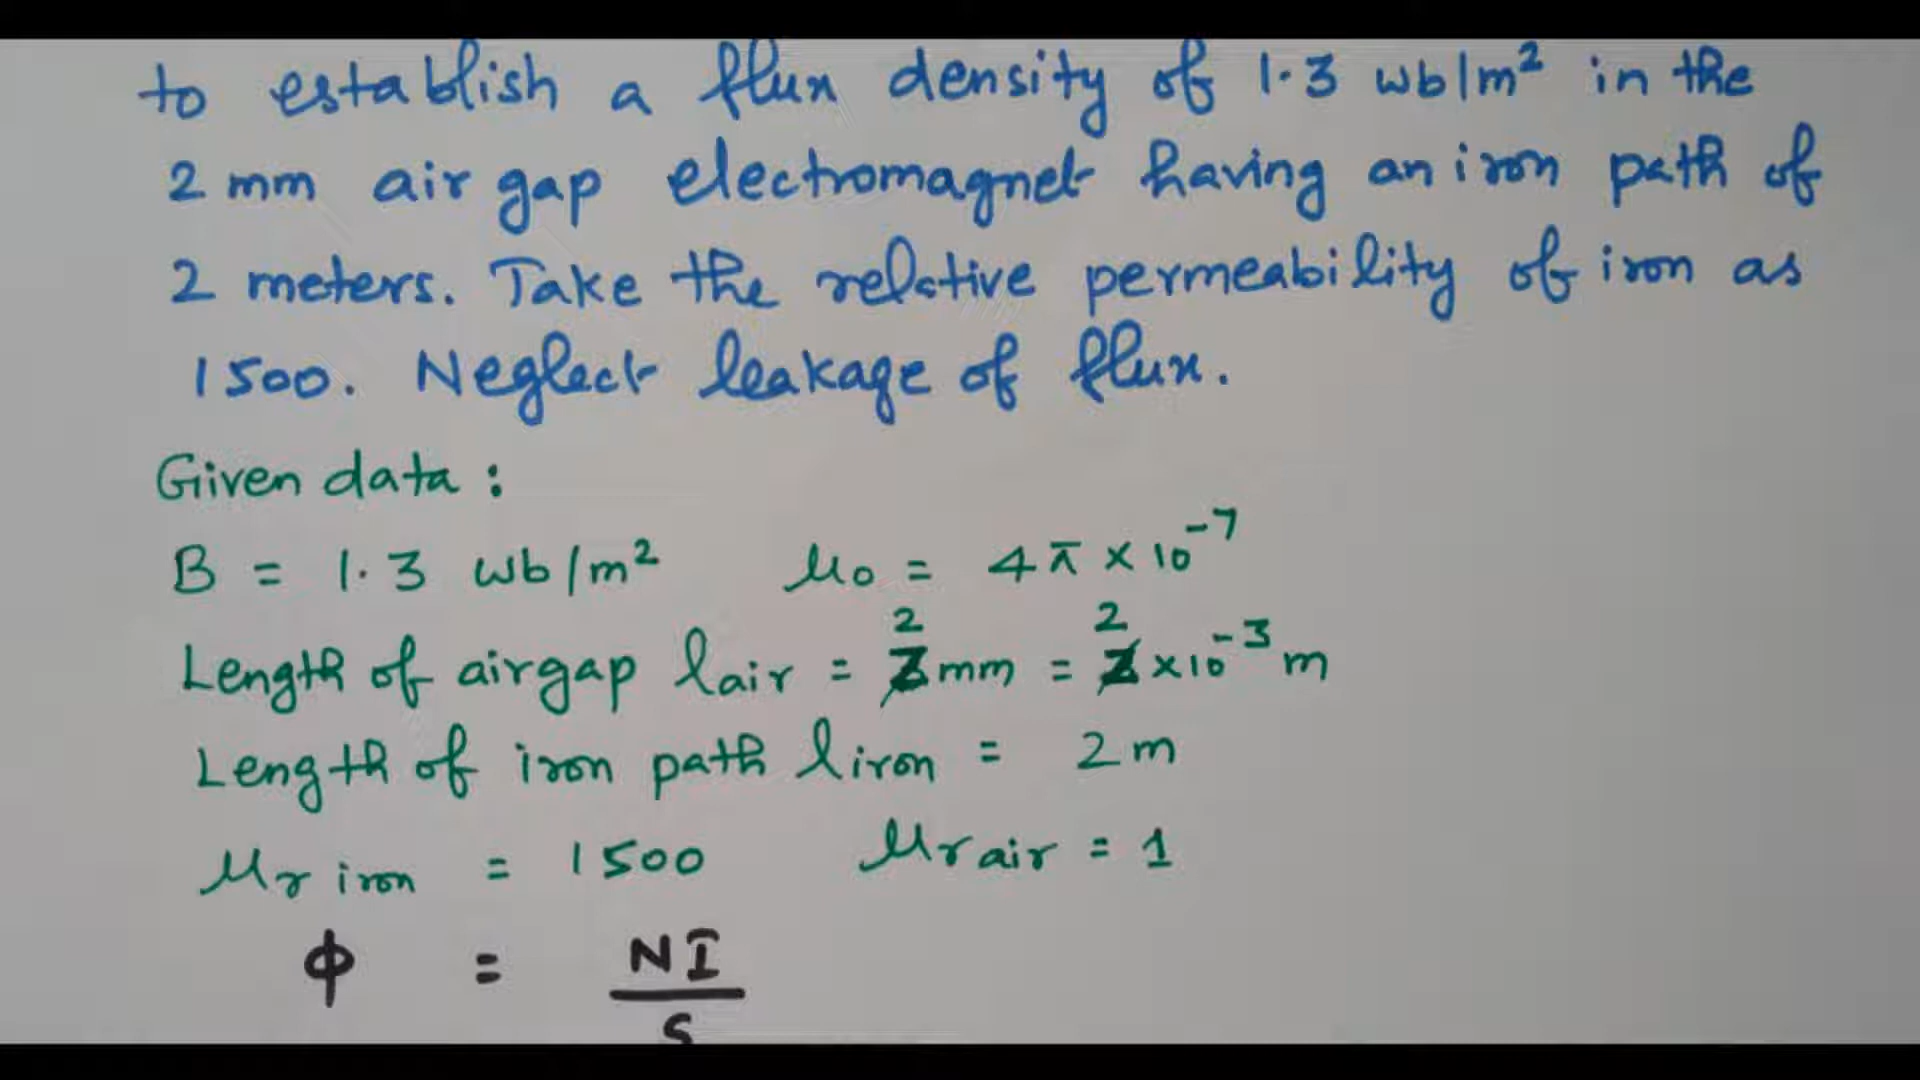 to establish a flux density of 1.3 wb/m² in the
2 mm air gap electromagnet having an iron path of
2 meters. Take the relative permeability of iron as
1500. Neglect leakage of flux.
Given data :
B = 1.3 wb/m² μ₀ = 4π × 10⁻⁷
Length of airgap lair = 2 mm = 2 × 10⁻³ m
Length of iron path liron = 2 m
μr iron = 1500 μr air = 1
ϕ = NI
S